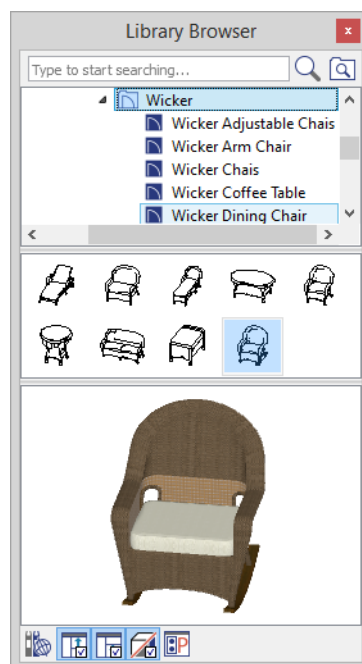 Library Browser
x
Type to start searching...
Wicker
Wicker Adjustable Chais
Wicker Arm Chair
Wicker Chais
Wicker Coffee Table
Wicker Dining Chair
P